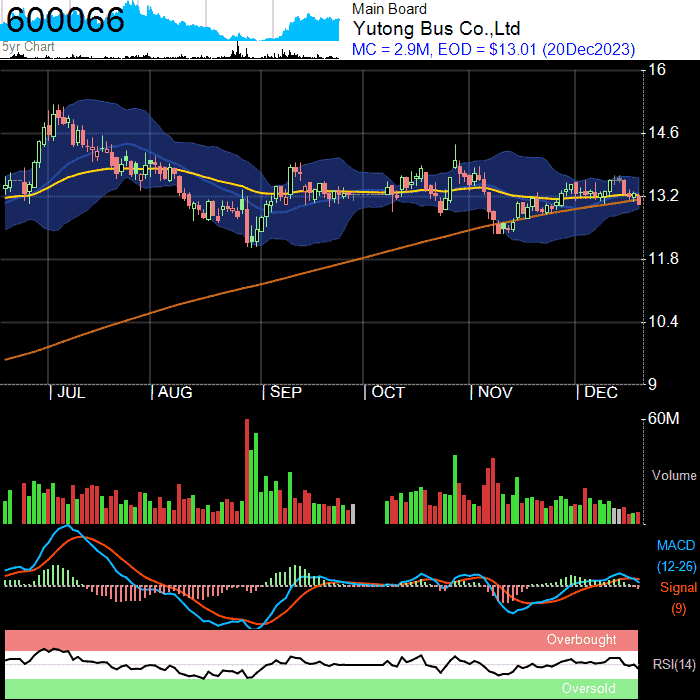 600066
5yr Chart
Main Board
Yutong Bus Co.,Ltd
MC = 2.9M, EOD = $13.01 (20Dec2023)
16
14.6
13.2
11.8
10.4
9
JUL
AUG
SEP
OCT
NOV
DEC
60M
Volume
MACD
(12-26)
Signal
(9)
Overbought
RSI(14)
Oversold